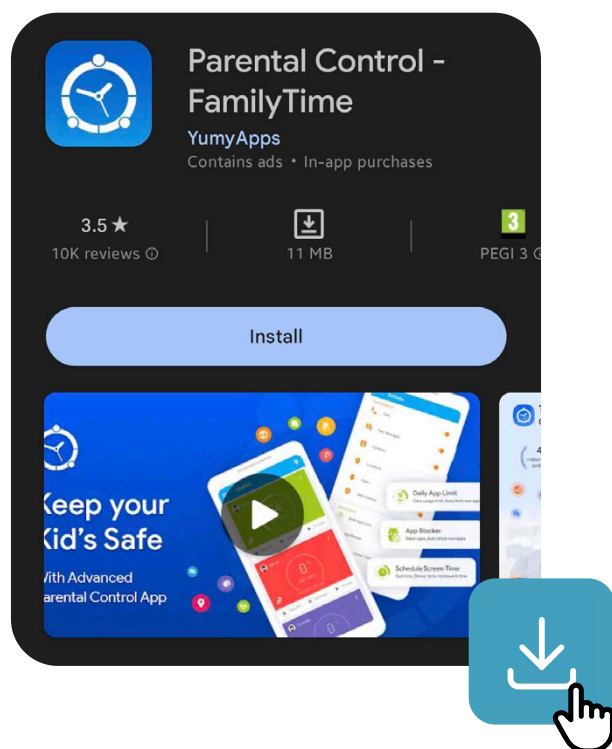 Parental Control -
FamilyTime
YumyApps
Contains ads • In-app purchases
3.5 ★
10K reviews
11 MB
3
PEGI 3
Install
Keep your
Kid's Safe
With Advanced
Parental Control App
Daily App Limit
App Blocker
Schedule Screen Time